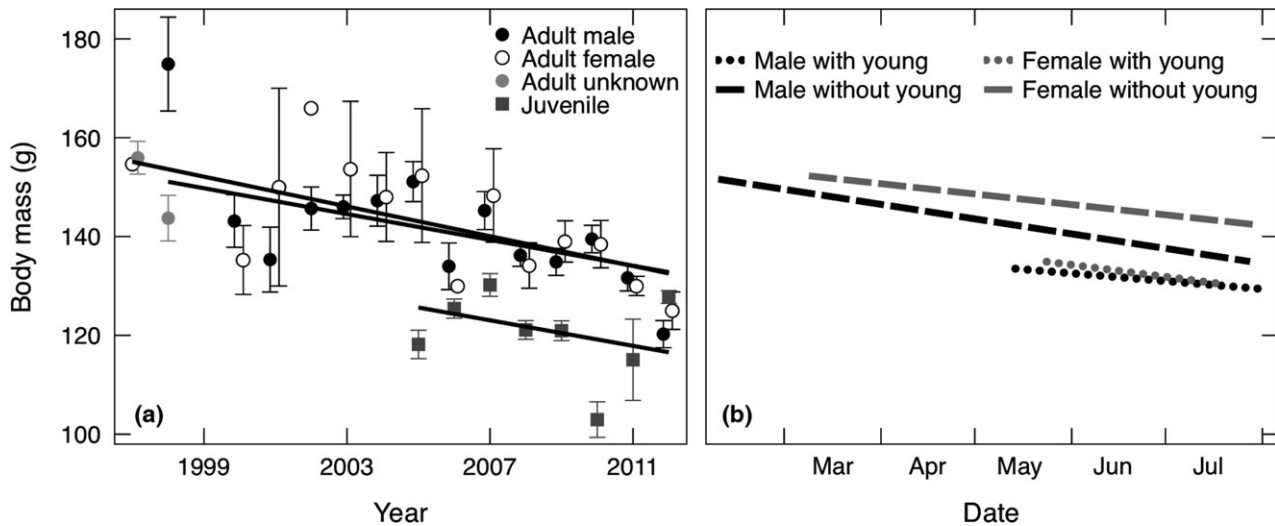 180
160
140
120
100
Body mass (g)
Adult male
Adult female
Adult unknown
Juvenile
(a)
1999 2003 2007 2011
Year
Male with young Female with young
Male without young Female without young
(b)
Mar Apr May Jun Jul
Date